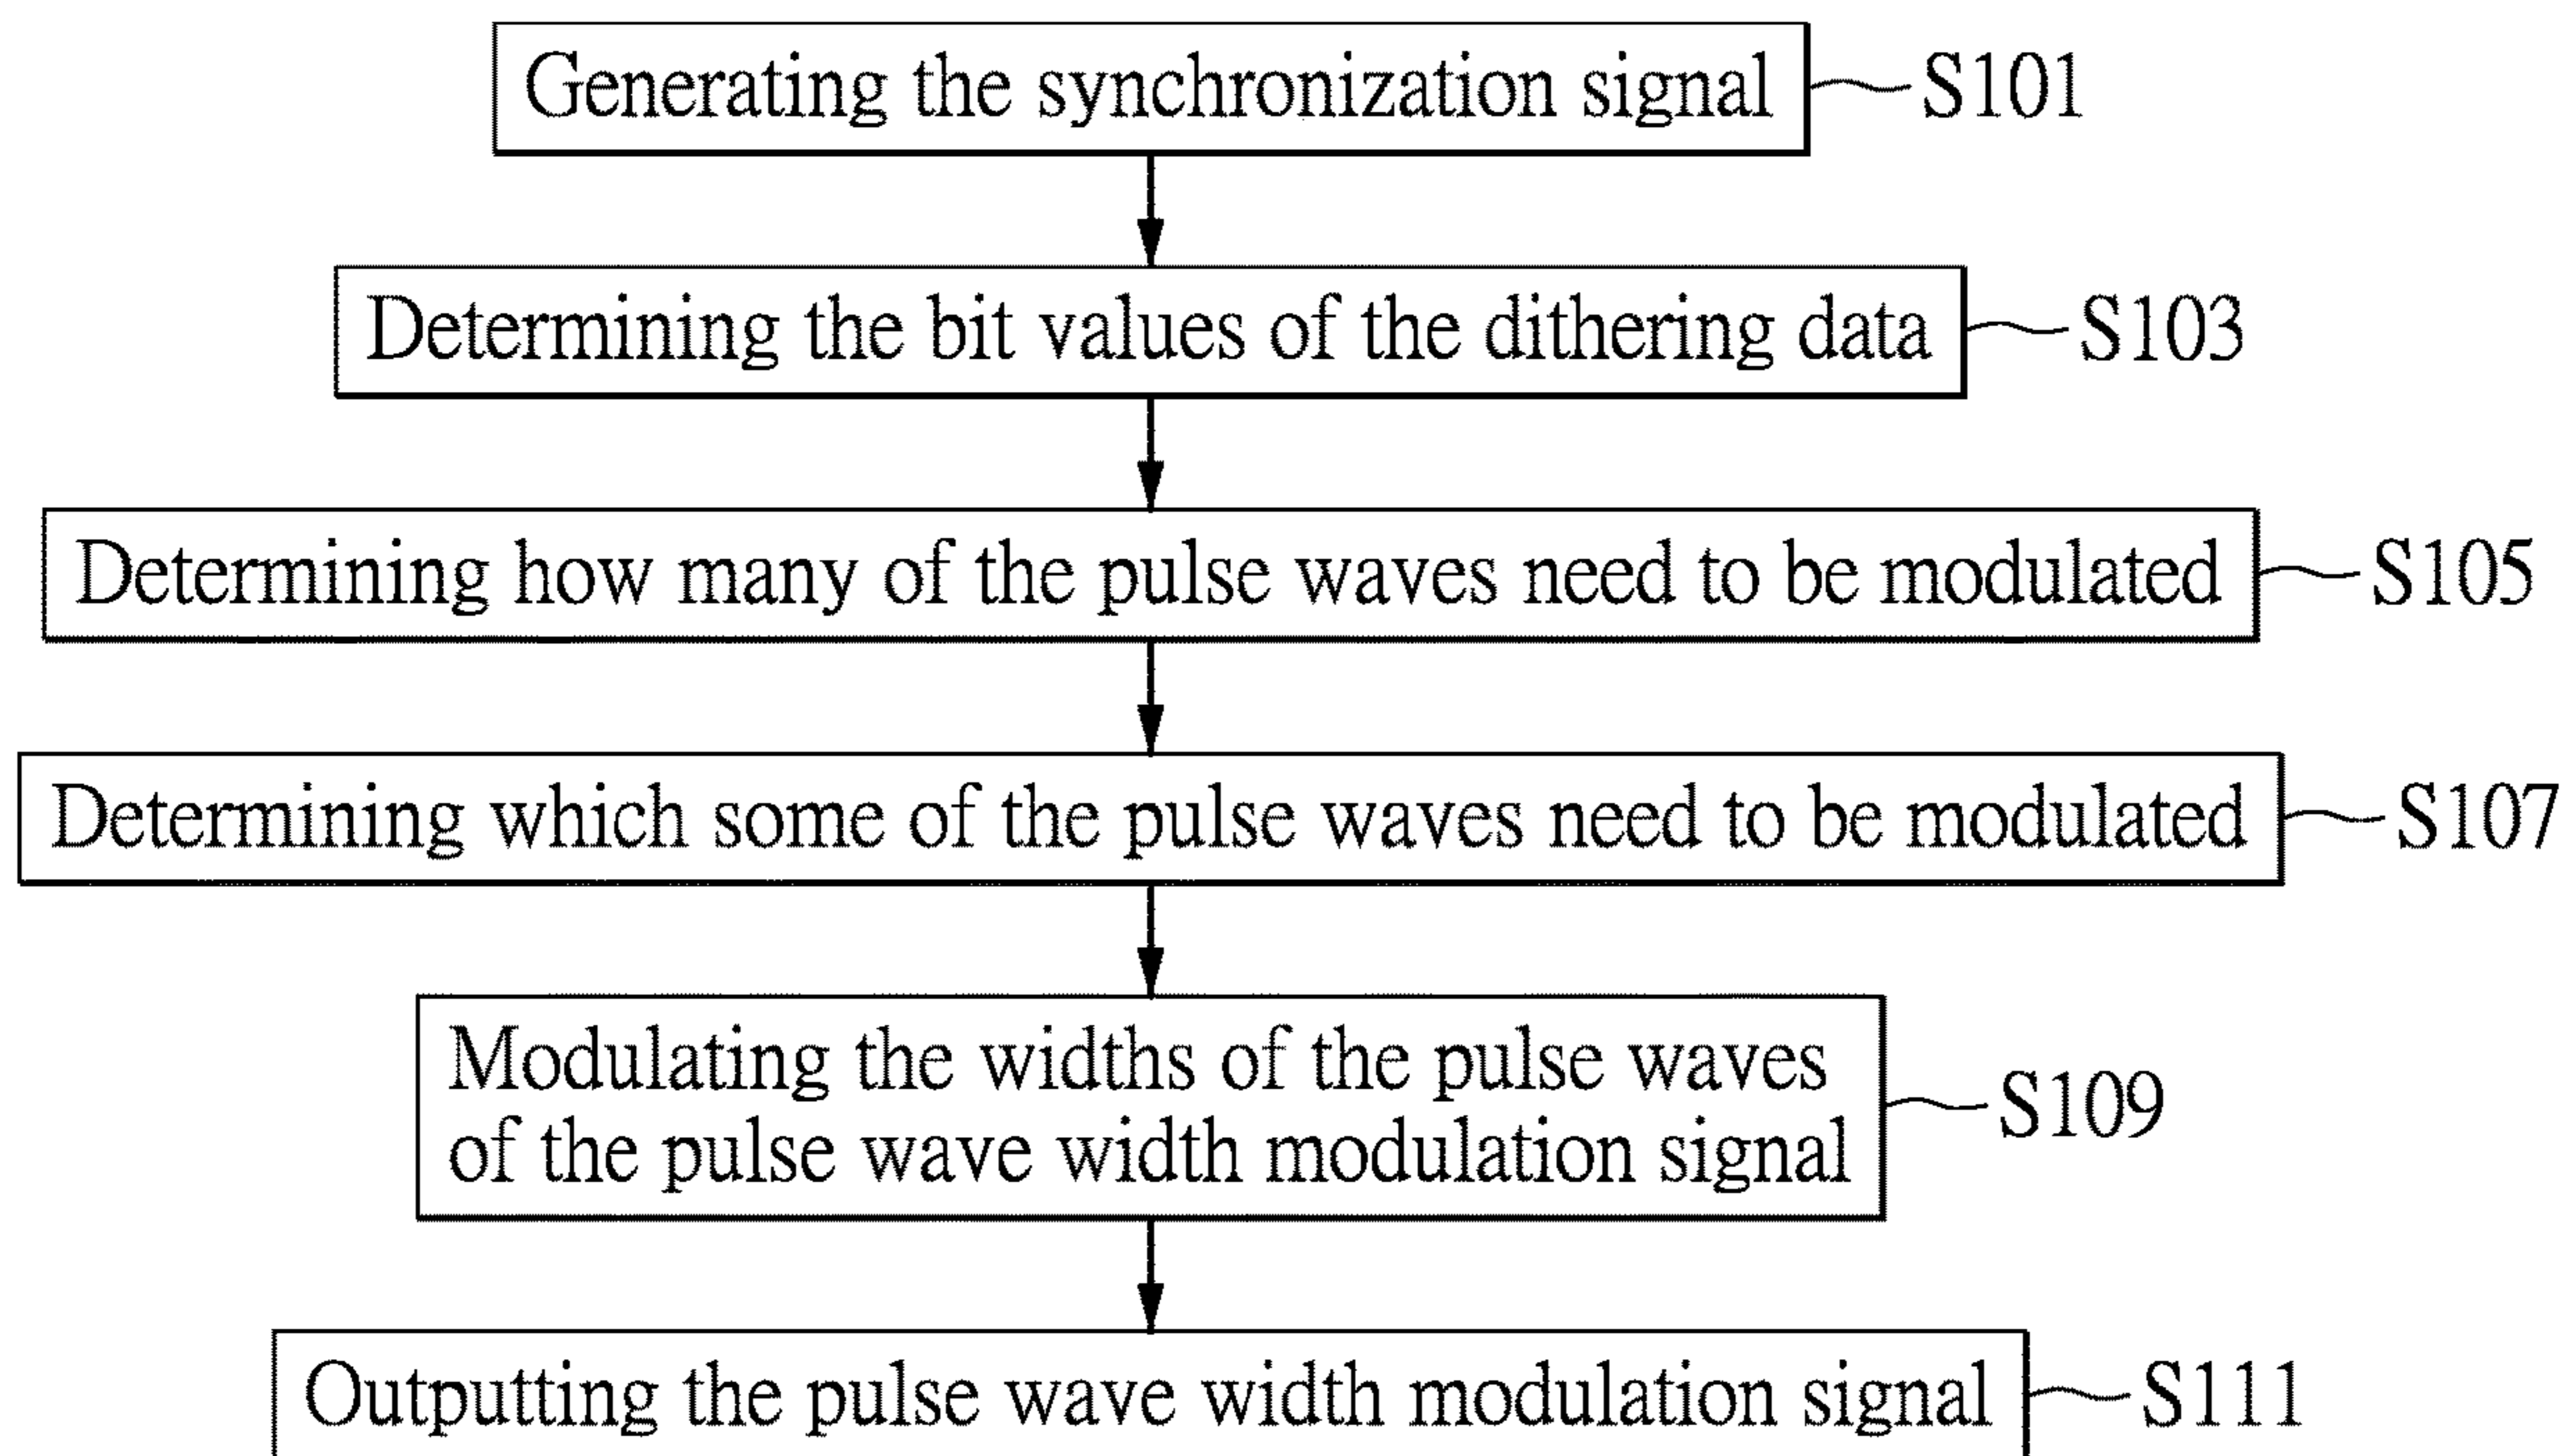 Generating the synchronization signal S101
Determining the bit values of the dithering data S103
Determining how many of the pulse waves need to be modulated S105
Determining which some of the pulse waves need to be modulated S107
Modulating the widths of the pulse waves
of the pulse wave width modulation signal
S109
Outputting the pulse wave width modulation signal S111